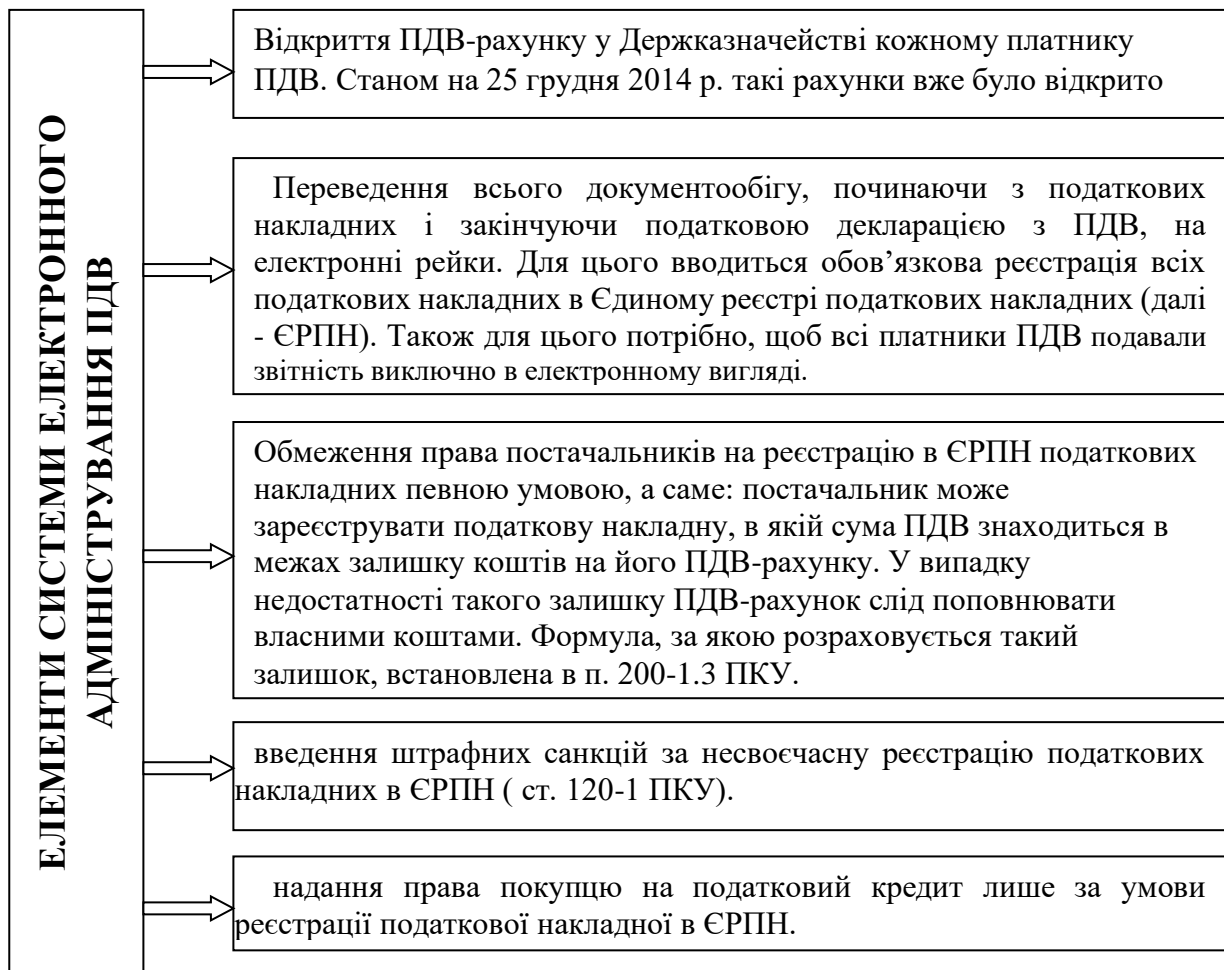 ЕЛЕМЕНТИ СИСТЕМИ ЕЛЕКТРОННОГО
АДМІНІСТРУВАННЯ ПДВ
Відкриття ПДВ-рахунку у Держказначействі кожному платнику
ПДВ. Станом на 25 грудня 2014 р. такі рахунки вже було відкрито
Переведення всього документообігу, починаючи з податкових
накладних і закінчуючи податковою декларацією з ПДВ, на
електронні рейки. Для цього вводиться обов’язкова реєстрація всіх
податкових накладних в Єдиному реєстрі податкових накладних (далі
- ЄРПН). Також для цього потрібно, щоб всі платники ПДВ подавали
звітність виключно в електронному вигляді.
Обмеження права постачальників на реєстрацію в ЄРПН податкових
накладних певною умовою, а саме: постачальник може
зареєструвати податкову накладну, в якій сума ПДВ знаходиться в
межах залишку коштів на його ПДВ-рахунку. У випадку
недостатності такого залишку ПДВ-рахунок слід поповнювати
власними коштами. Формула, за якою розраховується такий
залишок, встановлена в п. 200-1.3 ПКУ.
введення штрафних санкцій за несвоєчасну реєстрацію податкових
накладних в ЄРПН ( ст. 120-1 ПКУ).
надання права покупцю на податковий кредит лише за умови
реєстрації податкової накладної в ЄРПН.